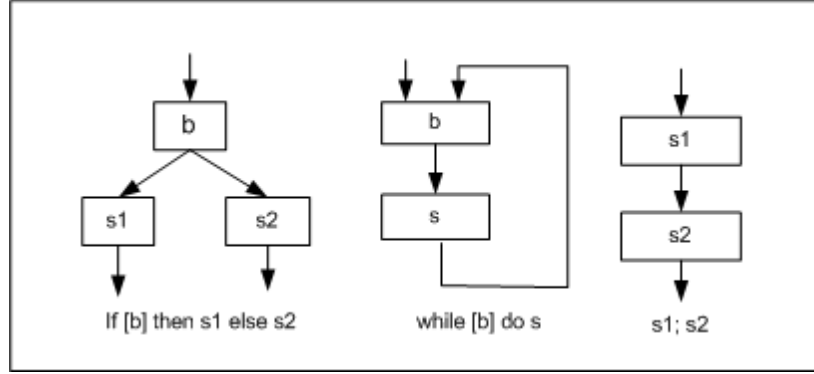 b
s1
s2
If [b] then s1 else s2
b
s
while [b] do s
s1
s2
s1; s2